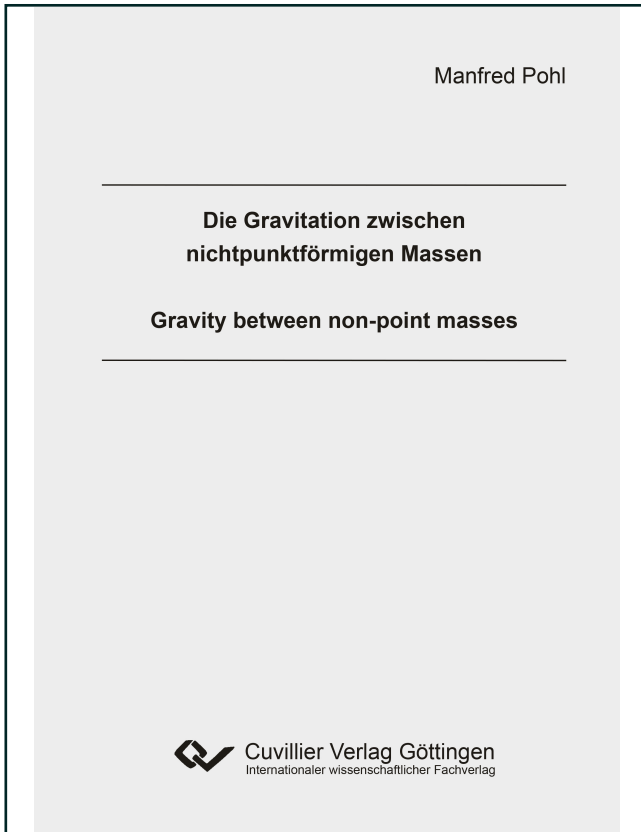 Manfred Pohl
Die Gravitation zwischen
nichtpunktförmigen Massen
Gravity between non-point masses
Cuvillier Verlag Göttingen
Internationaler wissenschaftlicher Fachverlag